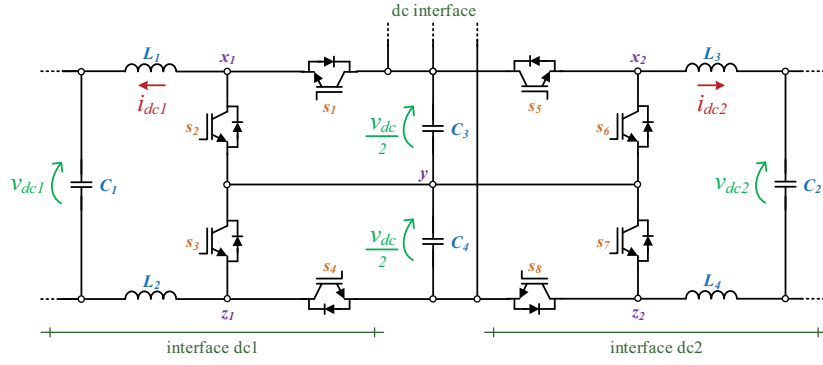 dc interface
L1 x1 x2 L3
idc1 s1 s5 idc2
s2 vdc/2 C3 s6
vdc1 C1 y vdc2 C2
s3 vdc/2 C4 s7
s4 s8
L2 L4
z1 z2
interface dc1 interface dc2